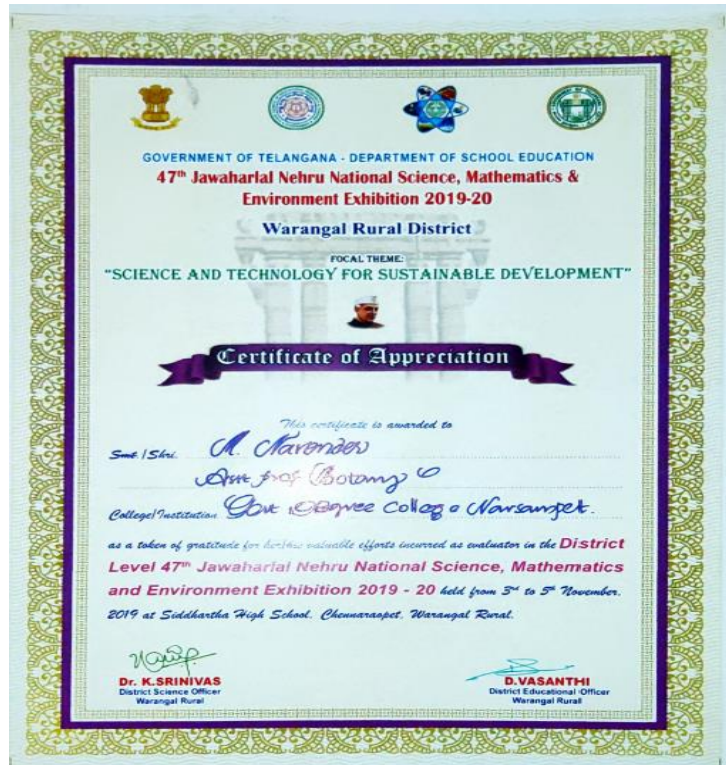 GOVERNMENT OF TELANGANA - DEPARTMENT OF SCHOOL EDUCATION
47th Jawaharlal Nehru National Science, Mathematics &
Environment Exhibition 2019-20
Warangal Rural District
FOCAL THEME:
"SCIENCE AND TECHNOLOGY FOR SUSTAINABLE DEVELOPMENT"
Certificate of Appreciation
This certificate is awarded to
Smt./Shri. M. Narender
Asst Prof (Botany)
College/Institution Govt Degree College Narsampet.
as a token of gratitude for her/his valuable efforts incurred as evaluator in the District
Level 47th Jawaharlal Nehru National Science, Mathematics
and Environment Exhibition 2019 - 20 held from 3rd to 5th November,
2019 at Siddhartha High School, Chennaraopet, Warangal Rural.
Dr. K.SRINIVAS
District Science Officer
Warangal Rural
D.VASANTHI
District Educational Officer
Warangal Rural